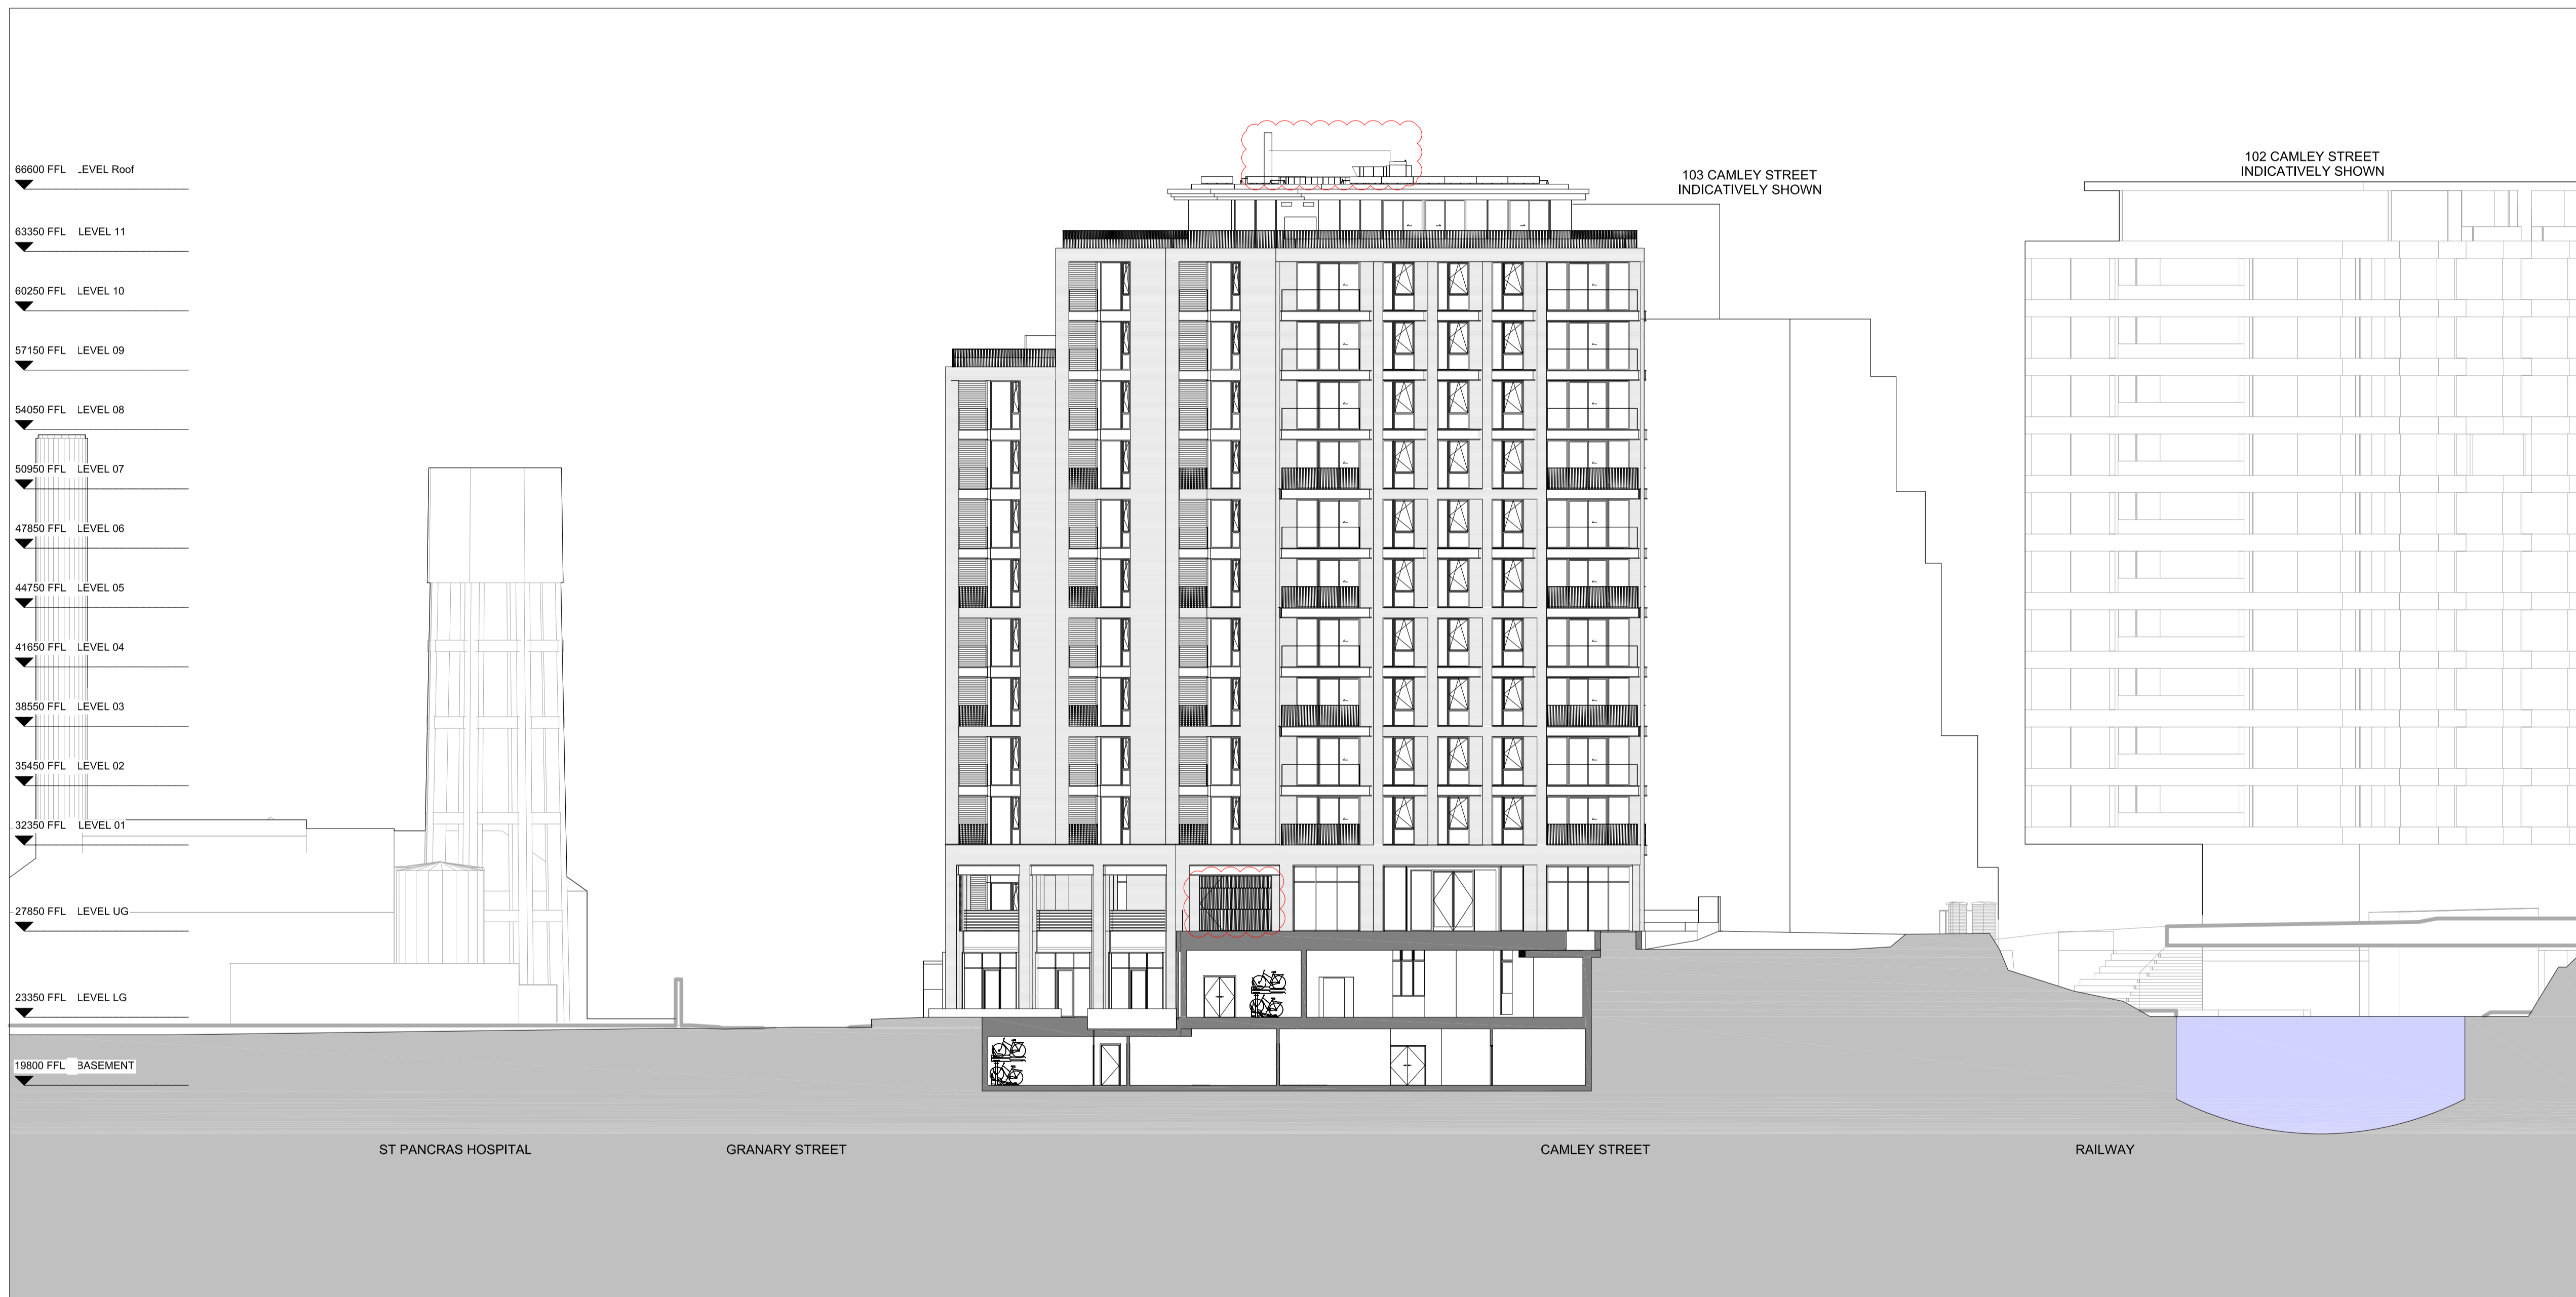 66600 FFL LEVEL Roof
63350 FFL LEVEL 11
60250 FFL LEVEL 10
57150 FFL LEVEL 09
54050 FFL LEVEL 08
50950 FFL LEVEL 07
47850 FFL LEVEL 06
44750 FFL LEVEL 05
41650 FFL LEVEL 04
38550 FFL LEVEL 03
35450 FFL LEVEL 02
32350 FFL LEVEL 01
27850 FFL LEVEL UG
23350 FFL LEVEL LG
19800 FFL BASEMENT
103 CAMLEY STREET
INDICATIVELY SHOWN
102 CAMLEY STREET
INDICATIVELY SHOWN
ST PANCRAS HOSPITAL
GRANARY STREET
CAMLEY STREET
RAILWAY